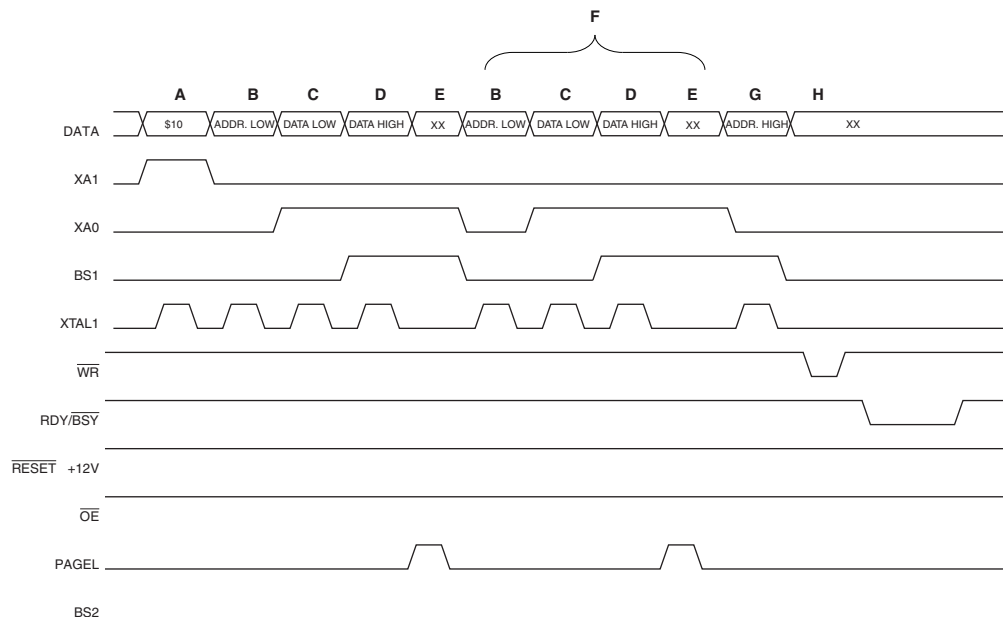 F
A B C D E B C D E G H
DATA $10 ADDR. LOW DATA LOW DATA HIGH XX ADDR. LOW DATA LOW DATA HIGH XX ADDR. HIGH XX
XA1
XA0
BS1
XTAL1
WR
RDY/BSY
RESET +12V
OE
PAGEL
BS2